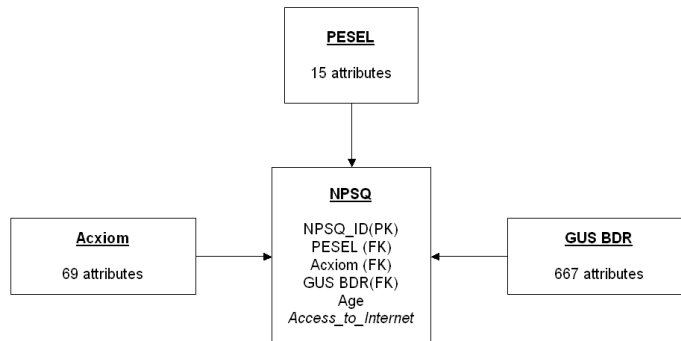 PESEL
15 attributes
NPSQ
NPSQ_ID(PK)
PESEL (FK)
Acxiom (FK)
GUS BDR(FK)
Age
Access_to_Internet
Acxiom
69 attributes
GUS BDR
667 attributes